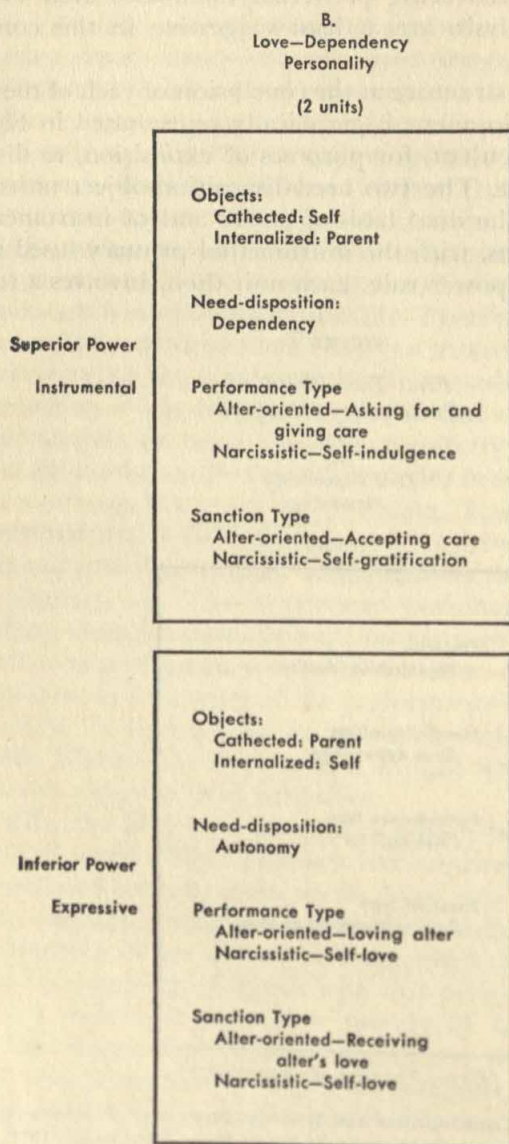 B.
Love—Dependency
Personality
(2 units)
Objects:
Cathected: Self
Internalized: Parent
Need-disposition:
Dependency
Superior Power
Instrumental
Performance Type
Alter-oriented—Asking for and
giving care
Narcissistic—Self-indulgence
Sanction Type
Alter-oriented—Accepting care
Narcissistic—Self-gratification
Objects:
Cathected: Parent
Internalized: Self
Need-disposition:
Autonomy
Inferior Power
Expressive
Performance Type
Alter-oriented—Loving alter
Narcissistic—Self-love
Sanction Type
Alter-oriented—Receiving
alter's love
Narcissistic—Self-love